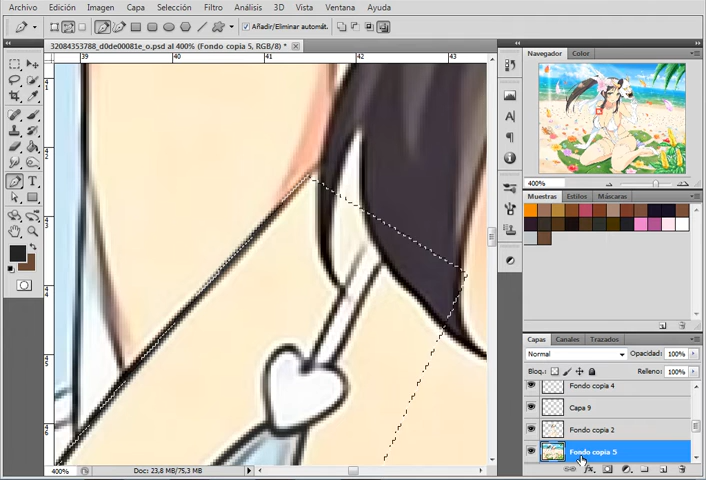 Archivo Edición Imagen Capa Selección Filtro Análisis 3D Vista Ventana Ayuda
Añadir/Eliminar automát.
32084353788_d0de00081e_o.psd al 400% (Fondo copia 5, RGB/8) *
39 40 41 42 43
Navegador Color
400%
Muestras Estilos Máscaras
Capas Canales Trazados
Normal Opacidad: 100%
Bloq.: Relleno: 100%
Fondo copia 4
Capa 9
Fondo copia 2
Fondo copia 5
400% Doc: 23,8 MB/75,3 MB